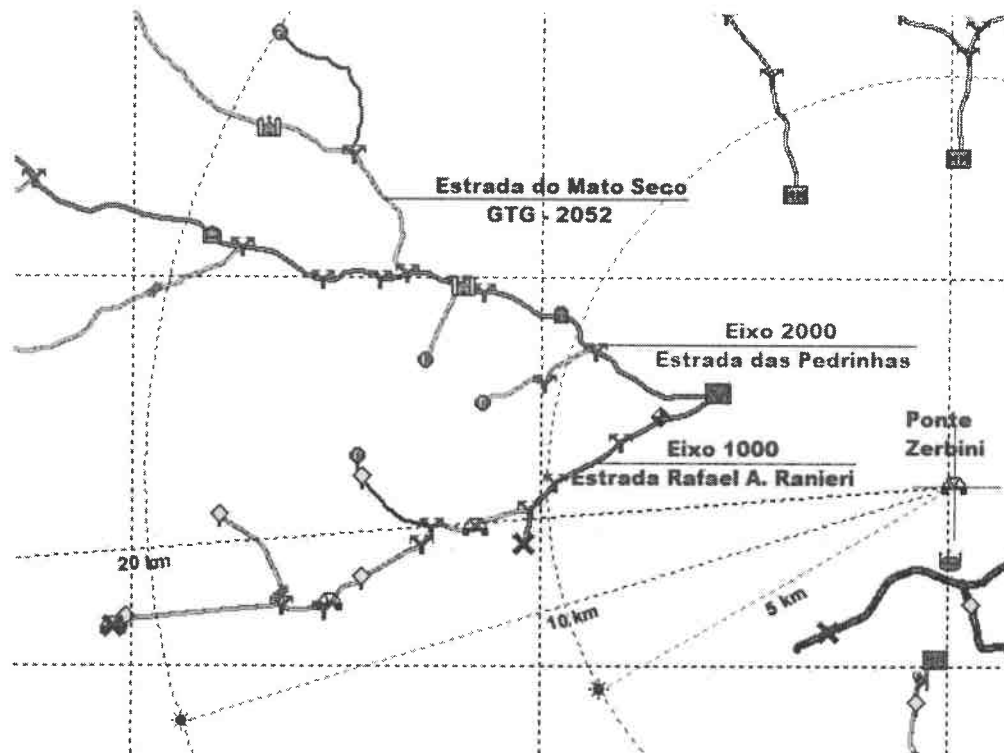 Estrada do Mato Seco
GTG - 2052
Eixo 2000
Estrada das Pedrinhas
Ponte
Zerbini
Eixo 1000
Estrada Rafael A. Ranieri
20 km
10 km
5 km